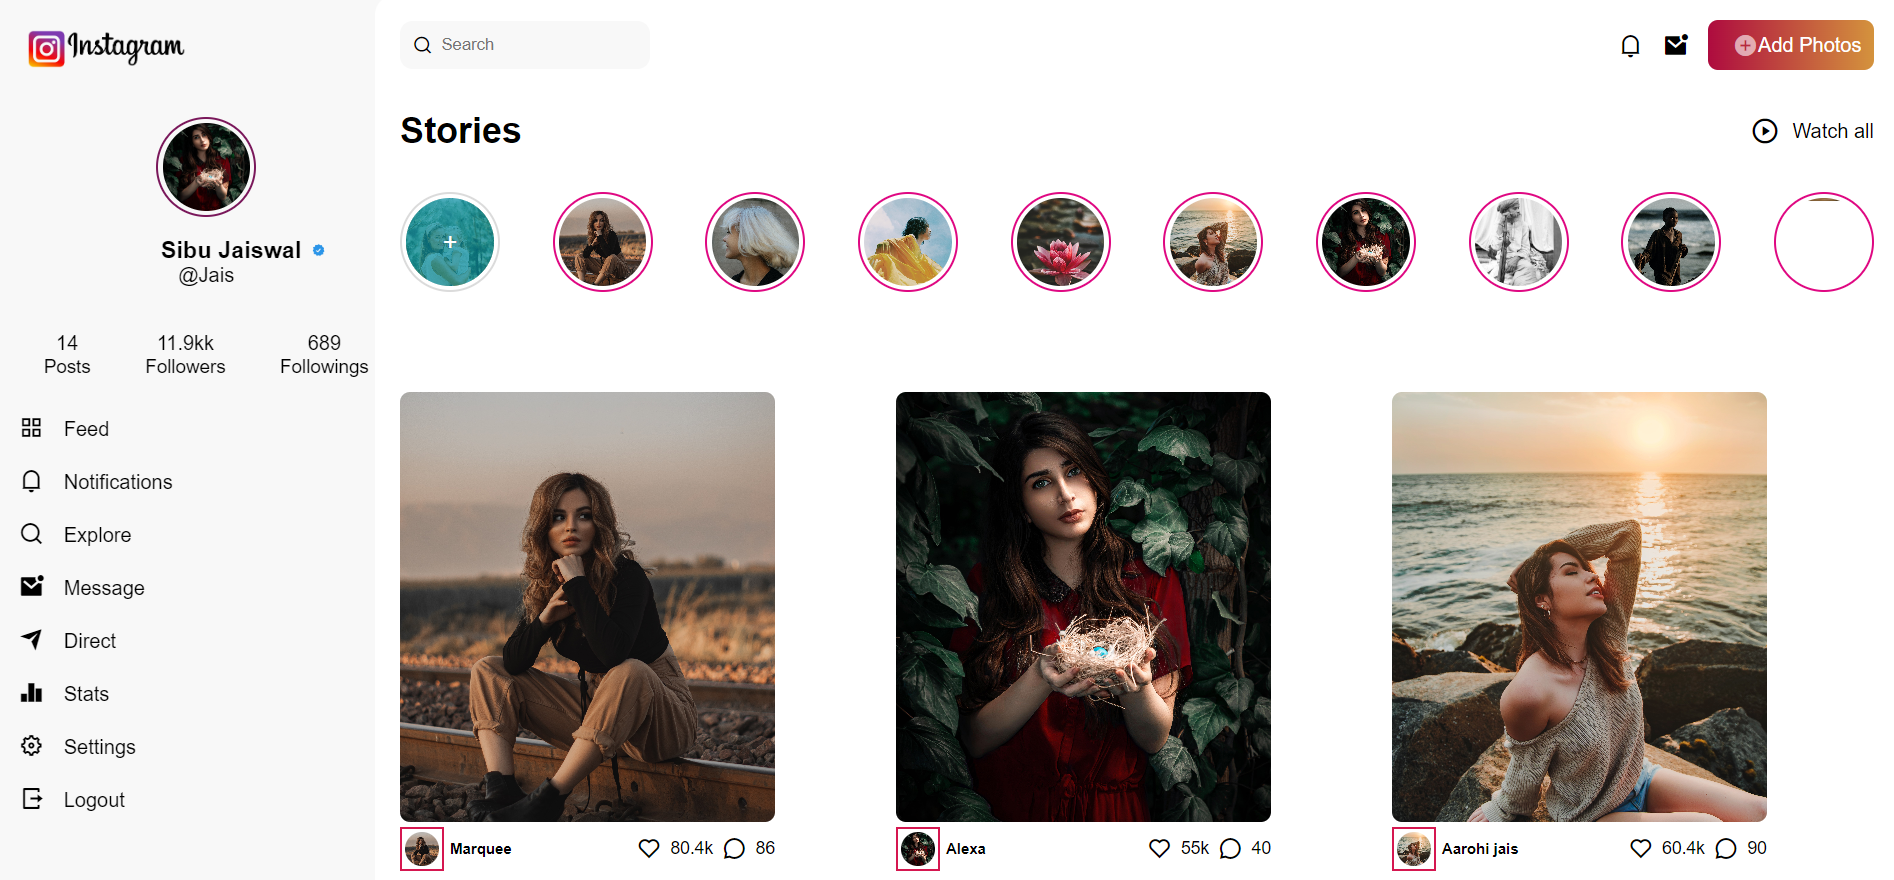 Instagram
Search
Add Photos
Stories
Watch all
Sibu Jaiswal
@Jais
14
Posts
11.9kk
Followers
689
Followings
Feed
Notifications
Explore
Message
Direct
Stats
Settings
Logout
Marquee
80.4k
86
Alexa
55k
40
Aarohi jais
60.4k
90